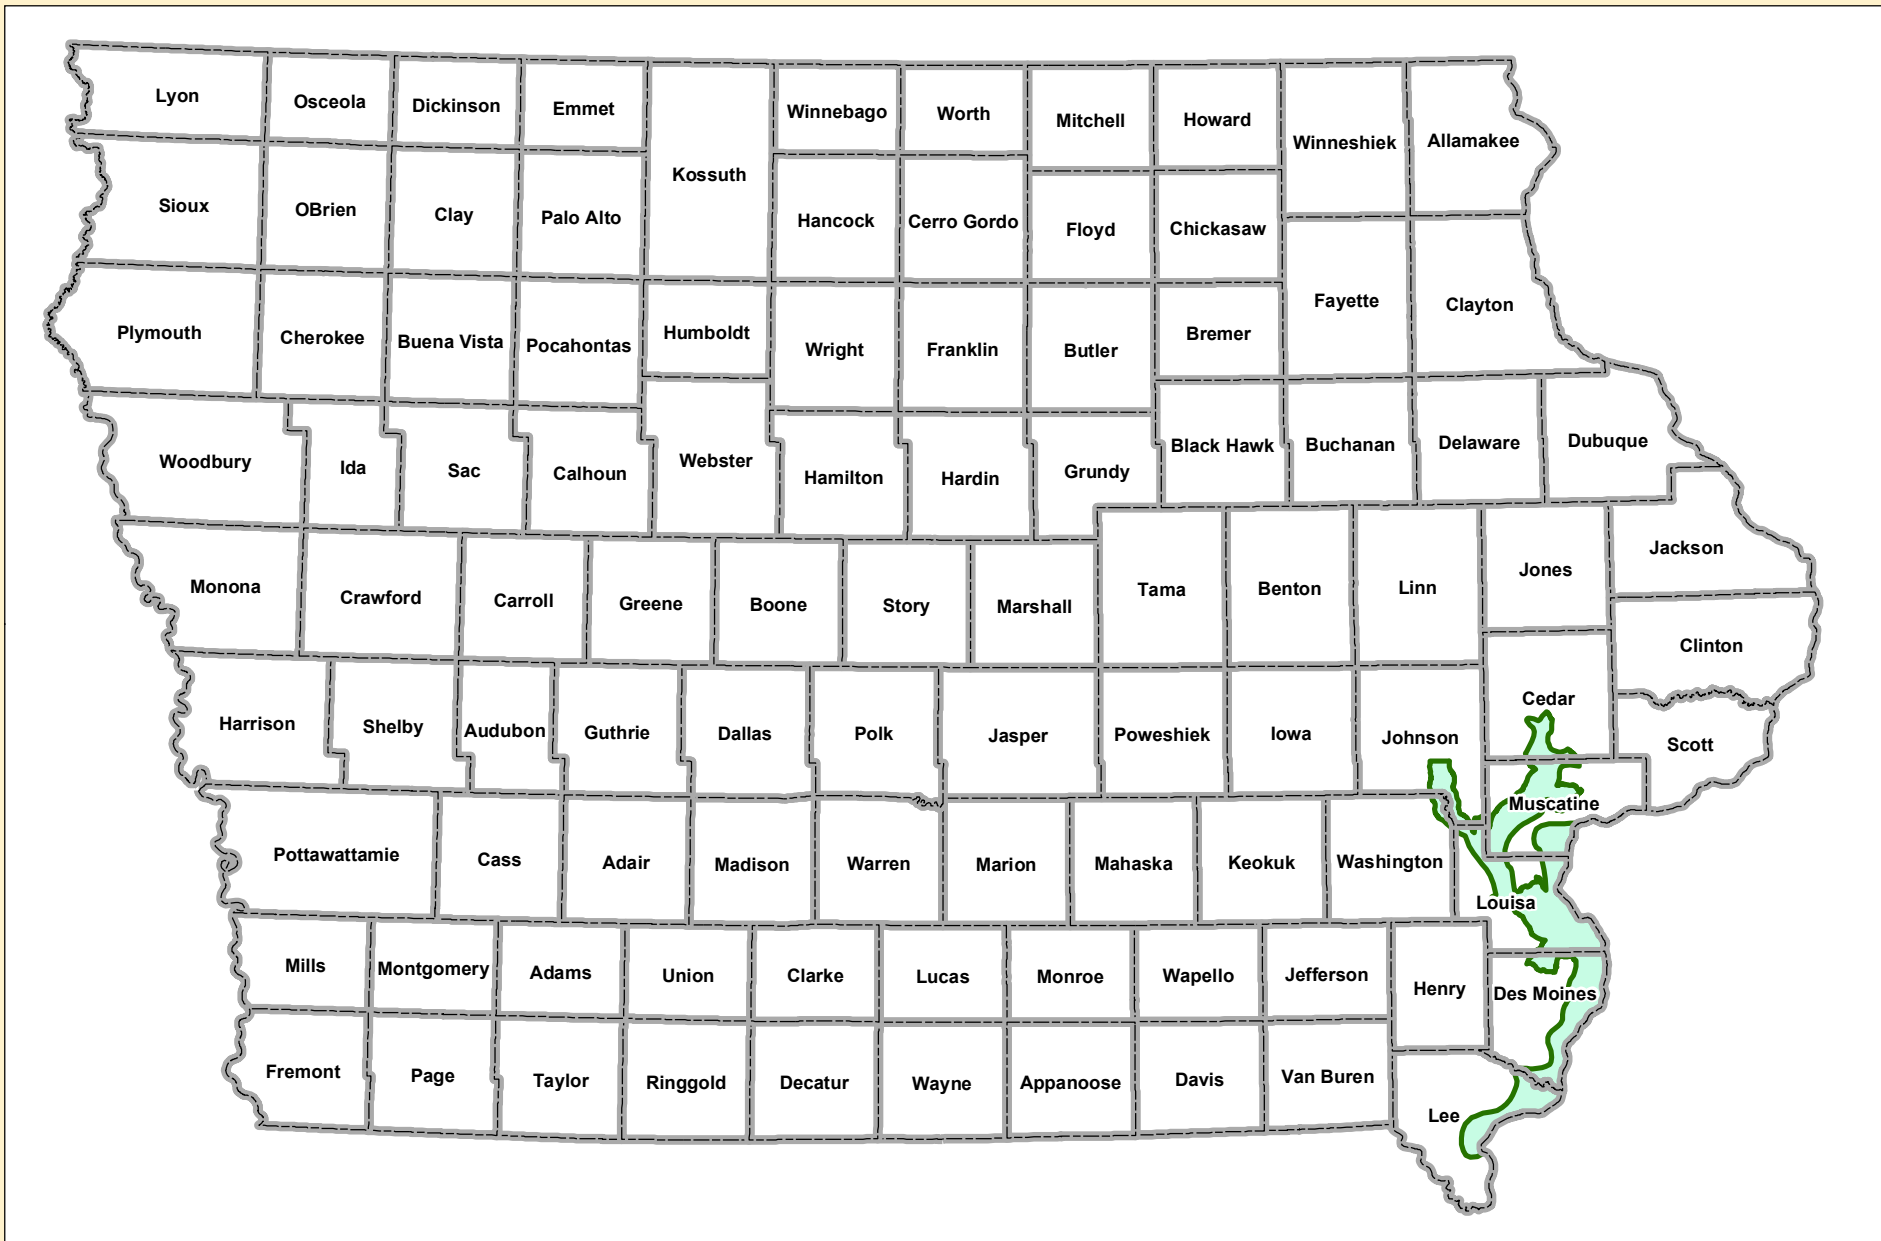 Lyon
Osceola
Dickinson
Emmet
Kossuth
Winnebago
Worth
Mitchell
Howard
Winneshiek
Allamakee
Sioux
OBrien
Clay
Palo Alto
Hancock
Cerro Gordo
Floyd
Chickasaw
Plymouth
Cherokee
Buena Vista
Pocahontas
Humboldt
Wright
Franklin
Butler
Bremer
Fayette
Clayton
Woodbury
Ida
Sac
Calhoun
Webster
Hamilton
Hardin
Grundy
Black Hawk
Buchanan
Delaware
Dubuque
Monona
Crawford
Carroll
Greene
Boone
Story
Marshall
Tama
Benton
Linn
Jones
Jackson
Clinton
Harrison
Shelby
Audubon
Guthrie
Dallas
Polk
Jasper
Poweshiek
Iowa
Johnson
Cedar
Scott
Muscatine
Pottawattamie
Cass
Adair
Madison
Warren
Marion
Mahaska
Keokuk
Washington
Louisa
Mills
Montgomery
Adams
Union
Clarke
Lucas
Monroe
Wapello
Jefferson
Henry
Des Moines
Fremont
Page
Taylor
Ringgold
Decatur
Wayne
Appanoose
Davis
Van Buren
Lee